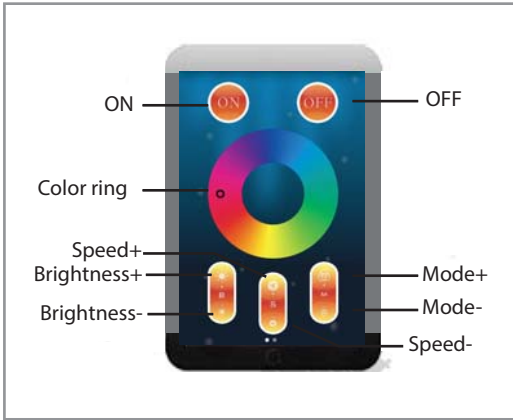 ON
OFF
ON
OFF
Color ring
Speed+
Brightness+
Mode+
Brightness-
Mode-
Speed-